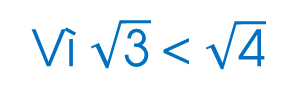 Vì √3 < √4